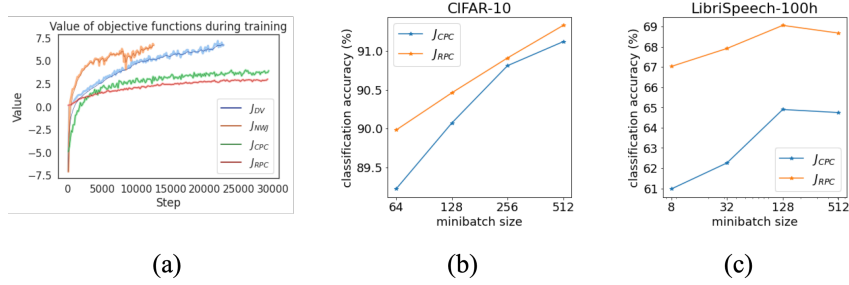 Value of objective functions during training
Value
7.5
5.0
2.5
0.0
−2.5
−5.0
−7.5
0 5000 10000 15000 20000 25000 30000
Step
J_DV
J_NWJ
J_CPC
J_RPC
(a)
CIFAR-10
classification accuracy (%)
91.0
90.5
90.0
89.5
64 128 256 512
minibatch size
J_CPC
J_RPC
(b)
LibriSpeech-100h
classification accuracy (%)
69
68
67
66
65
64
63
62
61
8 32 128 512
minibatch size
J_CPC
J_RPC
(c)